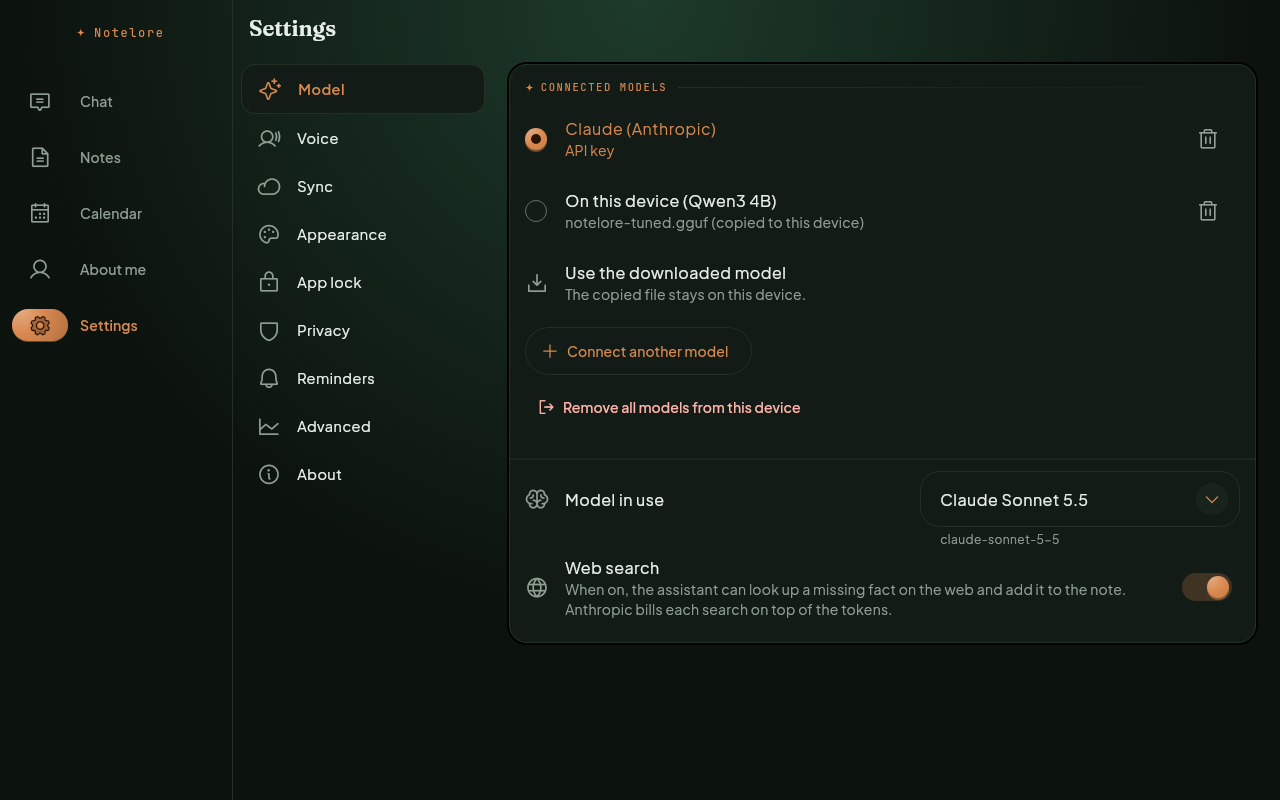 Notelore
Chat
Notes
Calendar
About me
Settings
Settings
Model
Voice
Sync
Appearance
App lock
Privacy
Reminders
Advanced
About
CONNECTED MODELS
Claude (Anthropic)
API key
On this device (Qwen3 4B)
notelore-tuned.gguf (copied to this device)
Use the downloaded model
The copied file stays on this device.
Connect another model
Remove all models from this device
Model in use
Claude Sonnet 5.5
claude-sonnet-5-5
Web search
When on, the assistant can look up a missing fact on the web and add it to the note.
Anthropic bills each search on top of the tokens.